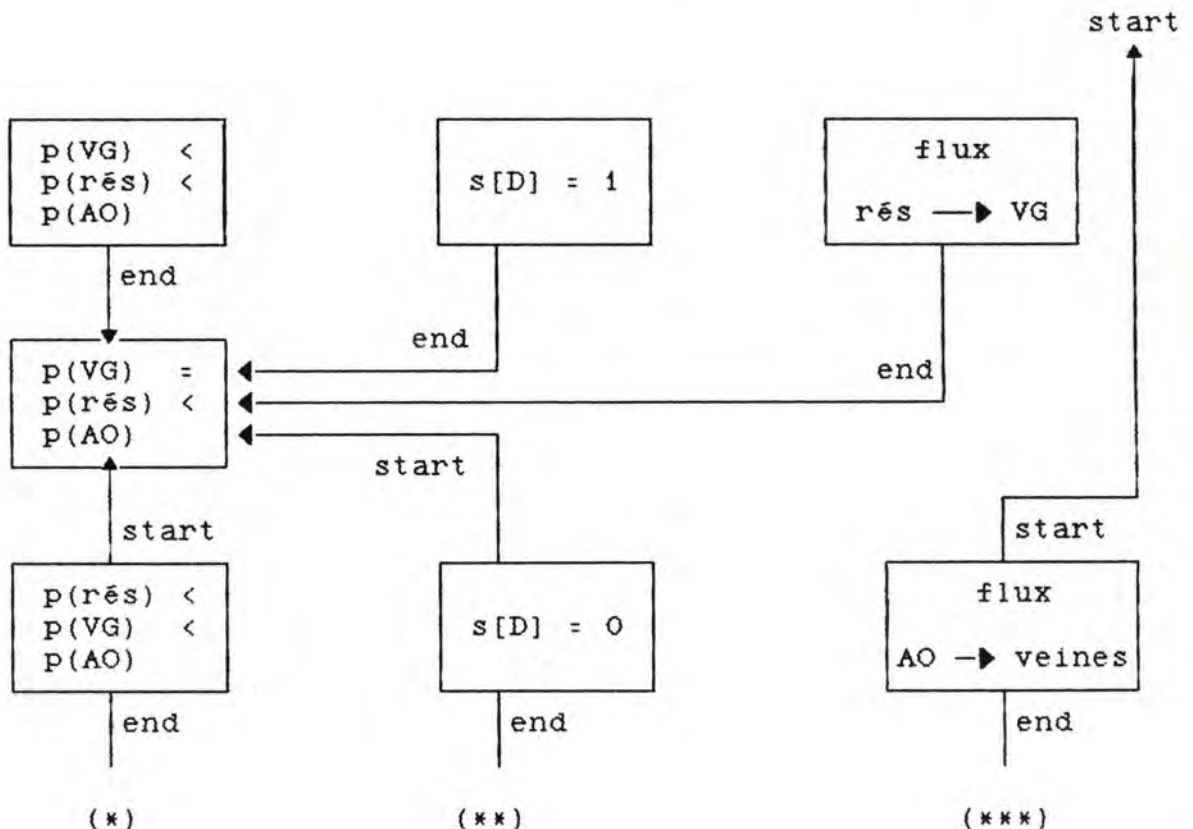 start
p(VG) <
p(rés) <
p(AO)
s[D] = 1
flux
rés → VG
end
p(VG) =
p(rés) <
p(AO)
end
end
start
start
start
p(rés) <
p(VG) <
p(AO)
s[D] = 0
flux
AO → veines
end
end
end
(*)
(**)
(***)